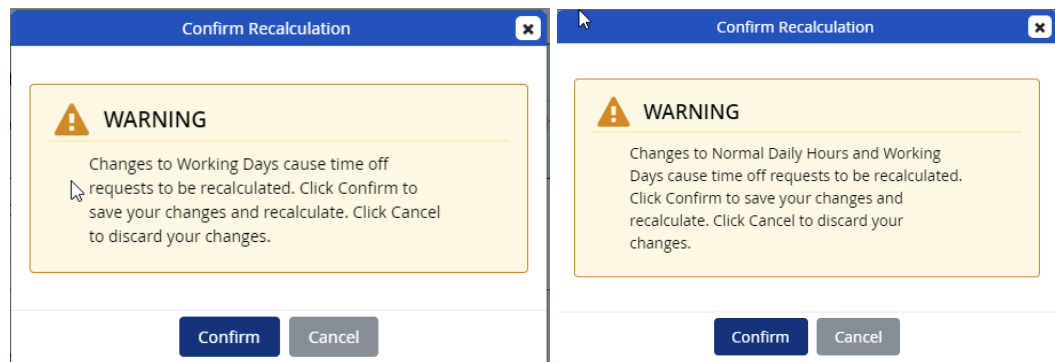 Confirm Recalculation
WARNING
Changes to Working Days cause time off
requests to be recalculated. Click Confirm to
save your changes and recalculate. Click Cancel
to discard your changes.
Confirm
Cancel
Confirm Recalculation
WARNING
Changes to Normal Daily Hours and Working
Days cause time off requests to be recalculated.
Click Confirm to save your changes and
recalculate. Click Cancel to discard your
changes.
Confirm
Cancel